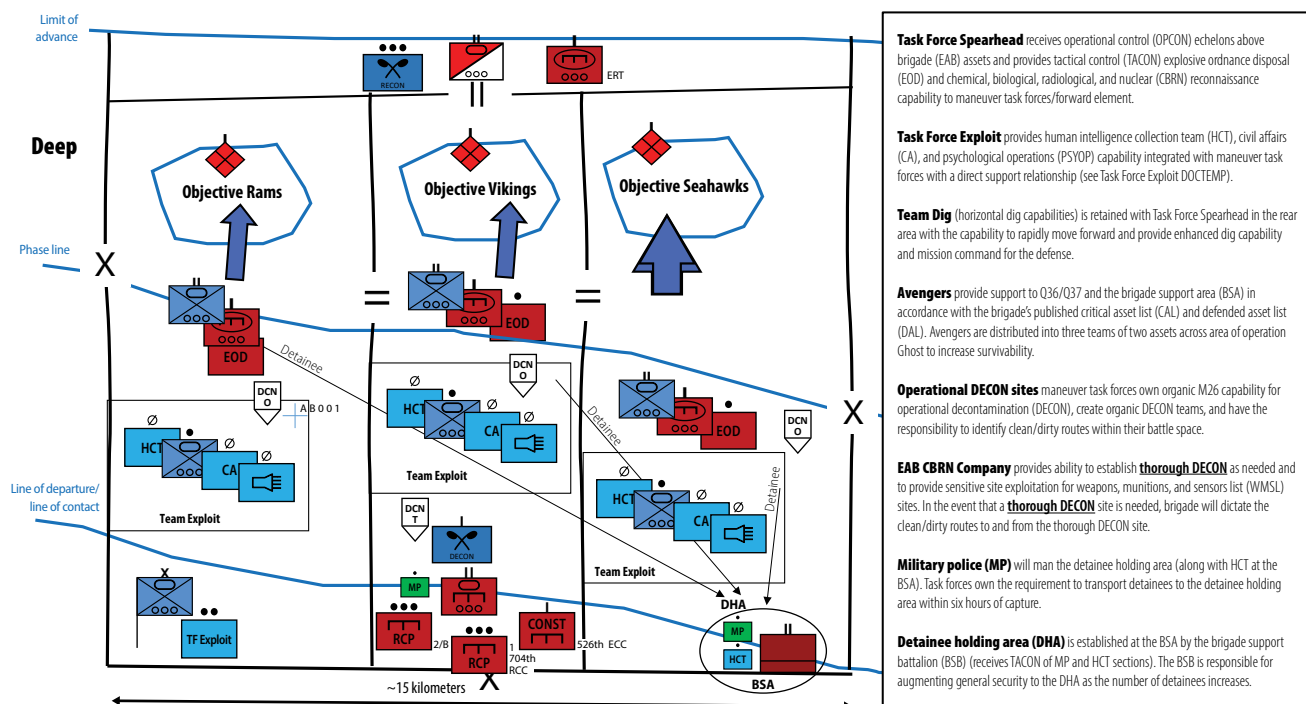 Limit of
advance
RECON
ERT
Deep
Objective Rams
Objective Vikings
Objective Seahawks
Phase line
X
EOD
EOD
Detainee
DCN
O
AB001
DCN
O
Detainee
EOD
DCN
O
X
HCT
CA
Team Exploit
HCT
CA
Team Exploit
HCT
CA
Team Exploit
Detainee
Line of departure/
line of contact
DCN
T
DECON
X
TF Exploit
MP
RCP
2/B
RCP
1
704th
RCC
CONST
526th ECC
DHA
MP
HCT
BSA
~15 kilometers
X
Task Force Spearhead receives operational control (OPCON) echelons above
brigade (EAB) assets and provides tactical control (TACON) explosive ordnance disposal
(EOD) and chemical, biological, radiological, and nuclear (CBRN) reconnaissance
capability to maneuver task forces/forward element.
Task Force Exploit provides human intelligence collection team (HCT), civil affairs
(CA), and psychological operations (PSYOP) capability integrated with maneuver task
forces with a direct support relationship (see Task Force Exploit DOCTEMP).
Team Dig (horizontal dig capabilities) is retained with Task Force Spearhead in the rear
area with the capability to rapidly move forward and provide enhanced dig capability
and mission command for the defense.
Avengers provide support to Q36/Q37 and the brigade support area (BSA) in
accordance with the brigade's published critical asset list (CAL) and defended asset list
(DAL). Avengers are distributed into three teams of two assets across area of operation
Ghost to increase survivability.
Operational DECON sites maneuver task forces own organic M26 capability for
operational decontamination (DECON), create organic DECON teams, and have the
responsibility to identify clean/dirty routes within their battle space.
EAB CBRN Company provides ability to establish thorough DECON as needed and
to provide sensitive site exploitation for weapons, munitions, and sensors list (WMSL)
sites. In the event that a thorough DECON site is needed, brigade will dictate the
clean/dirty routes to and from the thorough DECON site.
Military police (MP) will man the detainee holding area (along with HCT at the
BSA). Task forces own the requirement to transport detainees to the detainee holding
area within six hours of capture.
Detainee holding area (DHA) is established at the BSA by the brigade support
battalion (BSB) (receives TACON of MP and HCT sections). The BSB is responsible for
augmenting general security to the DHA as the number of detainees increases.